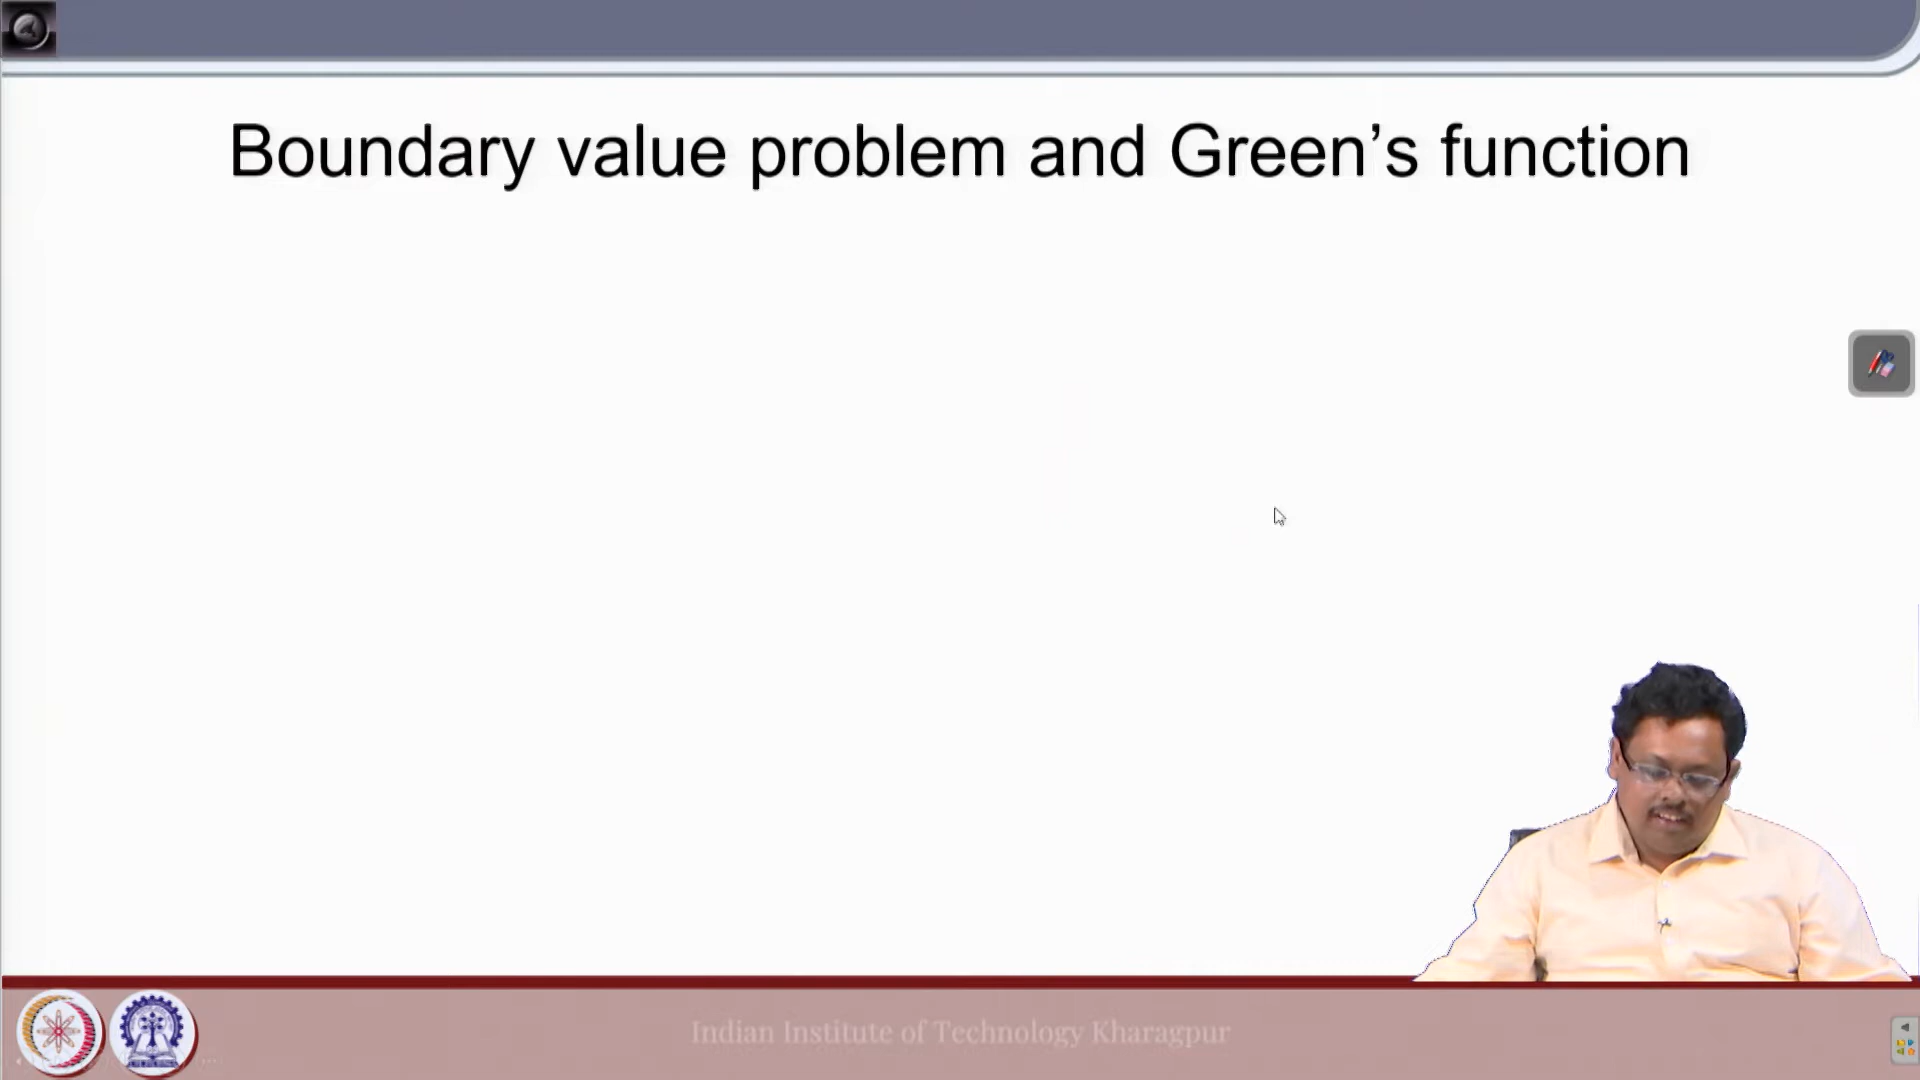 Boundary value problem and Green’s function
Indian Institute of Technology Kharagpur